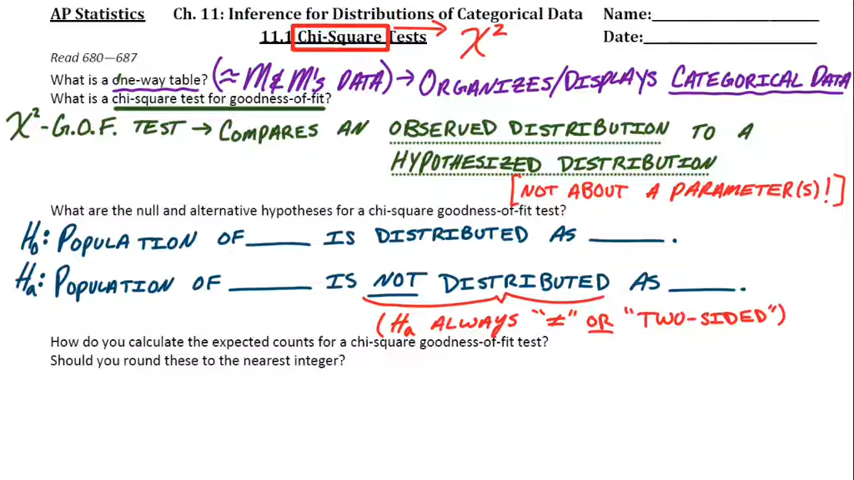 AP Statistics Ch. 11: Inference for Distributions of Categorical Data Name:
11.1 Chi-Square Tests → χ² Date:
Read 680—687
What is a one-way table? (≈ M&M's DATA) → ORGANIZES/DISPLAYS CATEGORICAL DATA
What is a chi-square test for goodness-of-fit?
χ²-G.O.F. TEST → COMPARES AN OBSERVED DISTRIBUTION TO A
HYPOTHESIZED DISTRIBUTION
[NOT ABOUT A PARAMETER(S)!]
What are the null and alternative hypotheses for a chi-square goodness-of-fit test?
H₀: POPULATION OF ____ IS DISTRIBUTED AS ____.
Hₐ: POPULATION OF ____ IS NOT DISTRIBUTED AS ____.
(Hₐ ALWAYS "≠" OR "TWO-SIDED")
How do you calculate the expected counts for a chi-square goodness-of-fit test?
Should you round these to the nearest integer?